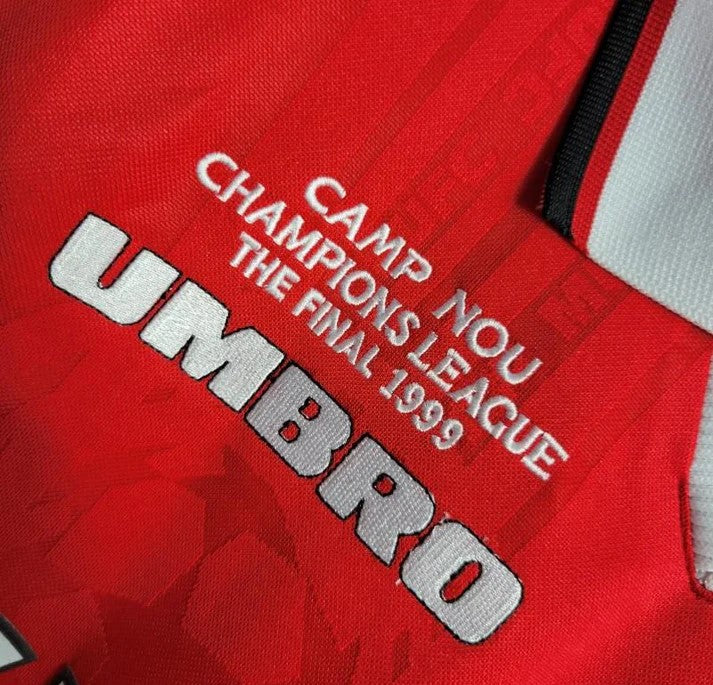 CAMP NOU
CHAMPIONS LEAGUE
THE FINAL 1999
UMBRO